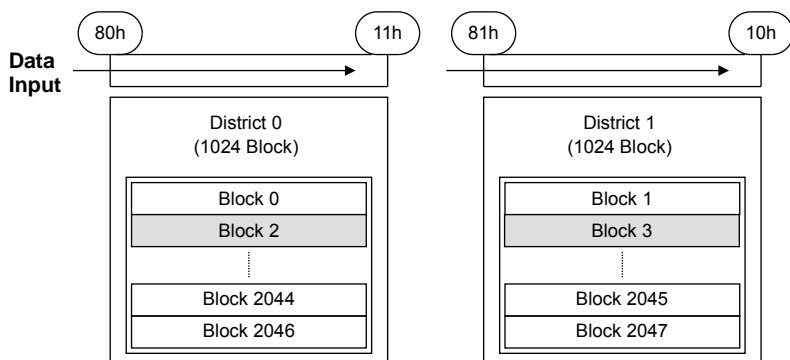 80h 11h 81h 10h
Data
Input
District 0
(1024 Block)
Block 0
Block 2
Block 2044
Block 2046
District 1
(1024 Block)
Block 1
Block 3
Block 2045
Block 2047